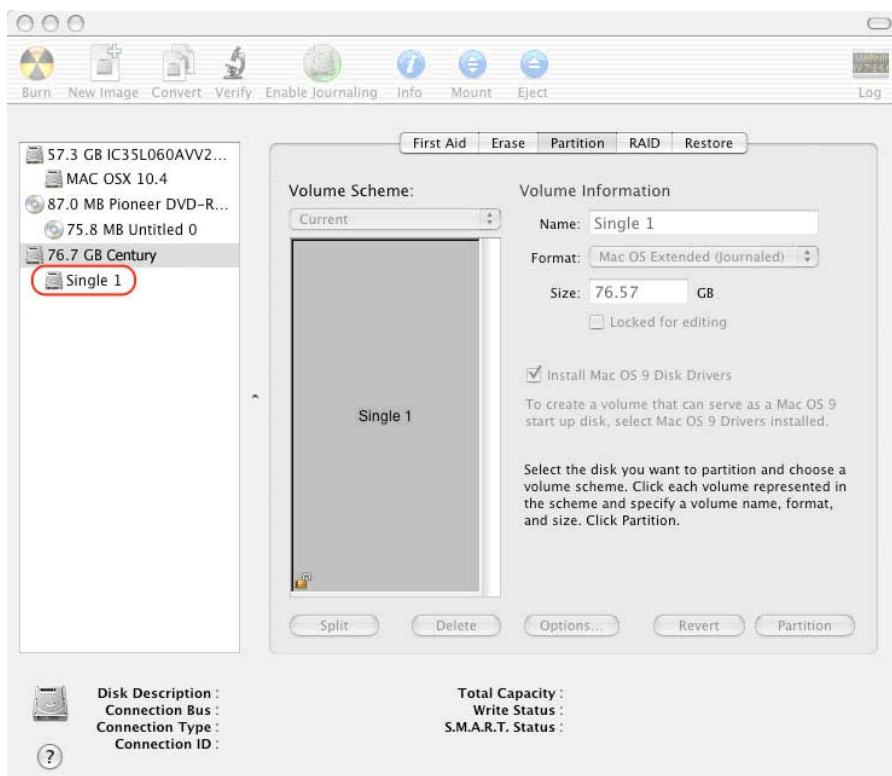 Burn New Image Convert Verify Enable Journaling Info Mount Eject Log
57.3 GB IC35L060AVV2...
MAC OSX 10.4
87.0 MB Pioneer DVD-R...
75.8 MB Untitled 0
76.7 GB Century
Single 1
First Aid Erase Partition RAID Restore
Volume Scheme:
Current
Single 1
Volume Information
Name: Single 1
Format: Mac OS Extended (Journaled)
Size: 76.57 GB
Locked for editing
Install Mac OS 9 Disk Drivers
To create a volume that can serve as a Mac OS 9
start up disk, select Mac OS 9 Drivers installed.
Select the disk you want to partition and choose a
volume scheme. Click each volume represented in
the scheme and specify a volume name, format,
and size. Click Partition.
Split Delete Options... Revert Partition
Disk Description : Total Capacity :
Connection Bus : Write Status :
Connection Type : S.M.A.R.T. Status :
Connection ID :
?